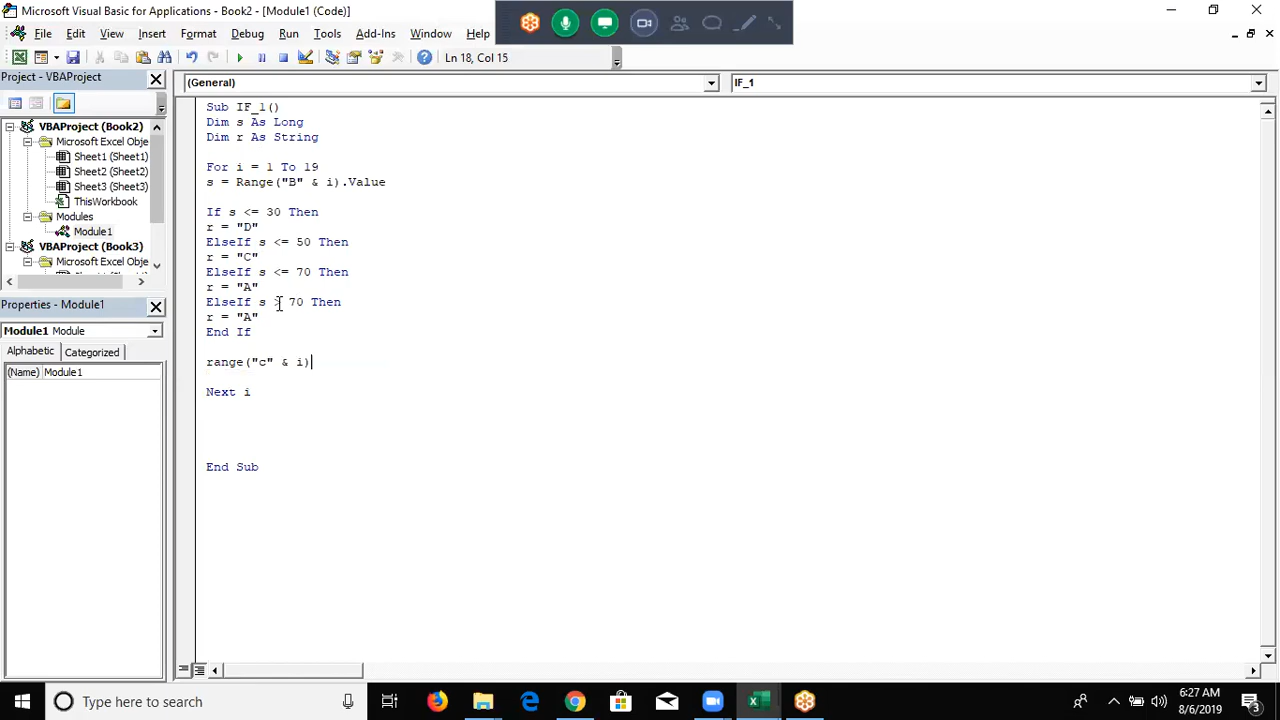 Microsoft Visual Basic for Applications - Book2 - [Module1 (Code)]
File Edit View Insert Format Debug Run Tools Add-Ins Window Help
Ln 18, Col 15
Project - VBAProject
(General) IF_1
VBAProject (Book2)
Microsoft Excel Obje
Sheet1 (Sheet1)
Sheet2 (Sheet2)
Sheet3 (Sheet3)
ThisWorkbook
Modules
Module1
VBAProject (Book3)
Microsoft Excel Obje
Properties - Module1
Module1 Module
Alphabetic Categorized
(Name) Module1
Sub IF_1()
Dim s As Long
Dim r As String
For i = 1 To 19
s = Range("B" & i).Value
If s <= 30 Then
r = "D"
ElseIf s <= 50 Then
r = "C"
ElseIf s <= 70 Then
r = "A"
ElseIf s > 70 Then
r = "A"
End If
range("c" & i)
Next i
End Sub
Type here to search
6:27 AM
8/6/2019
3